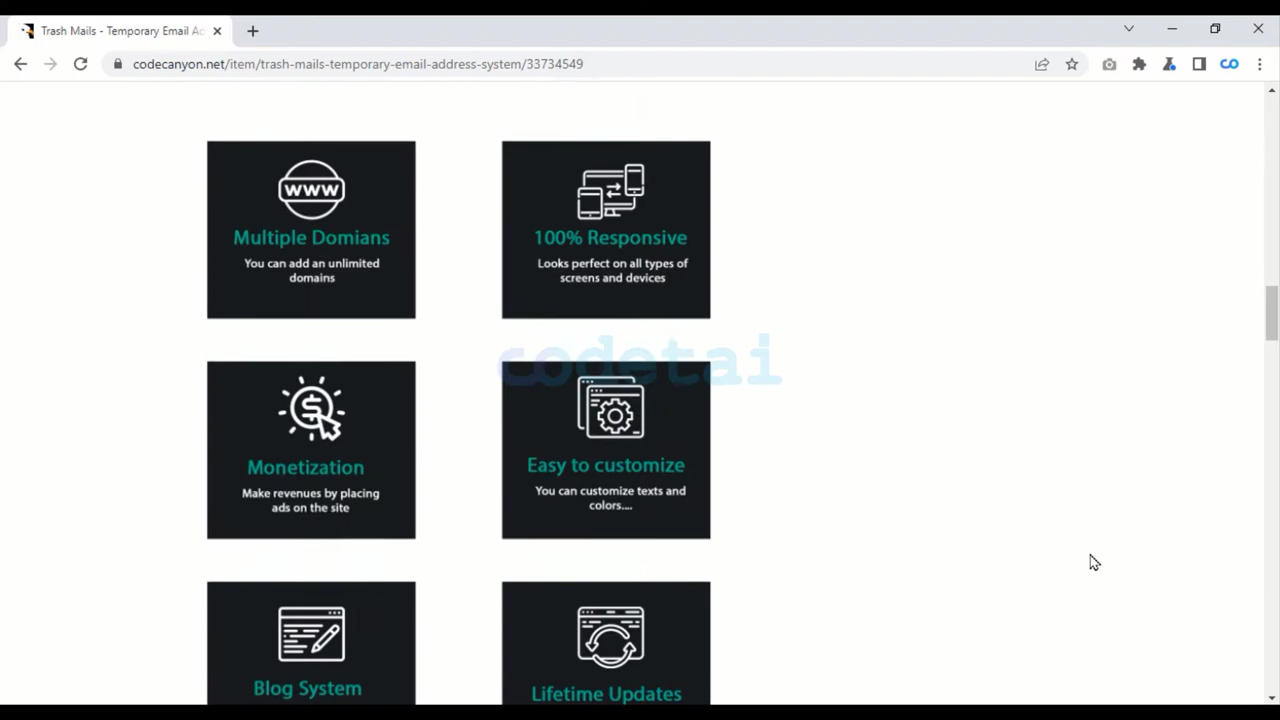 Trash Mails - Temporary Email Ad
codecanyon.net/item/trash-mails-temporary-email-address-system/33734549
WWW
Multiple Domians
You can add an unlimited
domains
100% Responsive
Looks perfect on all types of
screens and devices
codetai
$
Monetization
Make revenues by placing
ads on the site
Easy to customize
You can customize texts and
colors....
Blog System
Lifetime Updates